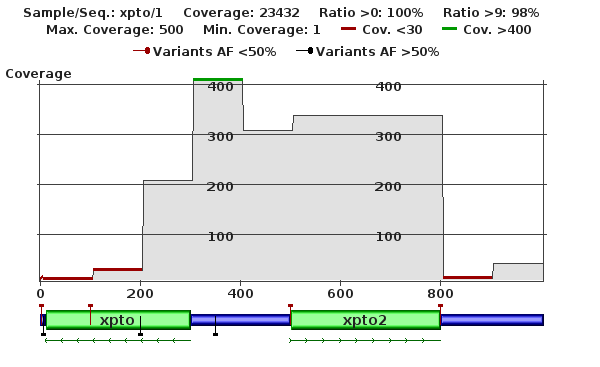 Sample/Seq.: xpto/1 Coverage: 23432 Ratio >0: 100% Ratio >9: 98%
Max. Coverage: 500 Min. Coverage: 1 Cov. <30 Cov. >400
Variants AF <50% Variants AF >50%
Coverage
400 400
300 300
200 200
100 100
0 200 400 600 800
xpto xpto2